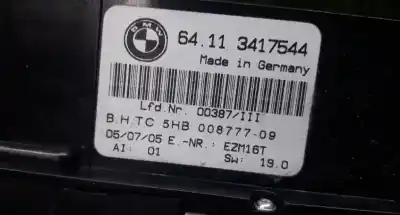 BMW
64.11 3417544
Made in Germany
Lfd.Nr. 00387/III
B.H.TC 5HB 008777-09
05/07/05 E.-NR.: EZM16T
AI: 01 SW: 19.0